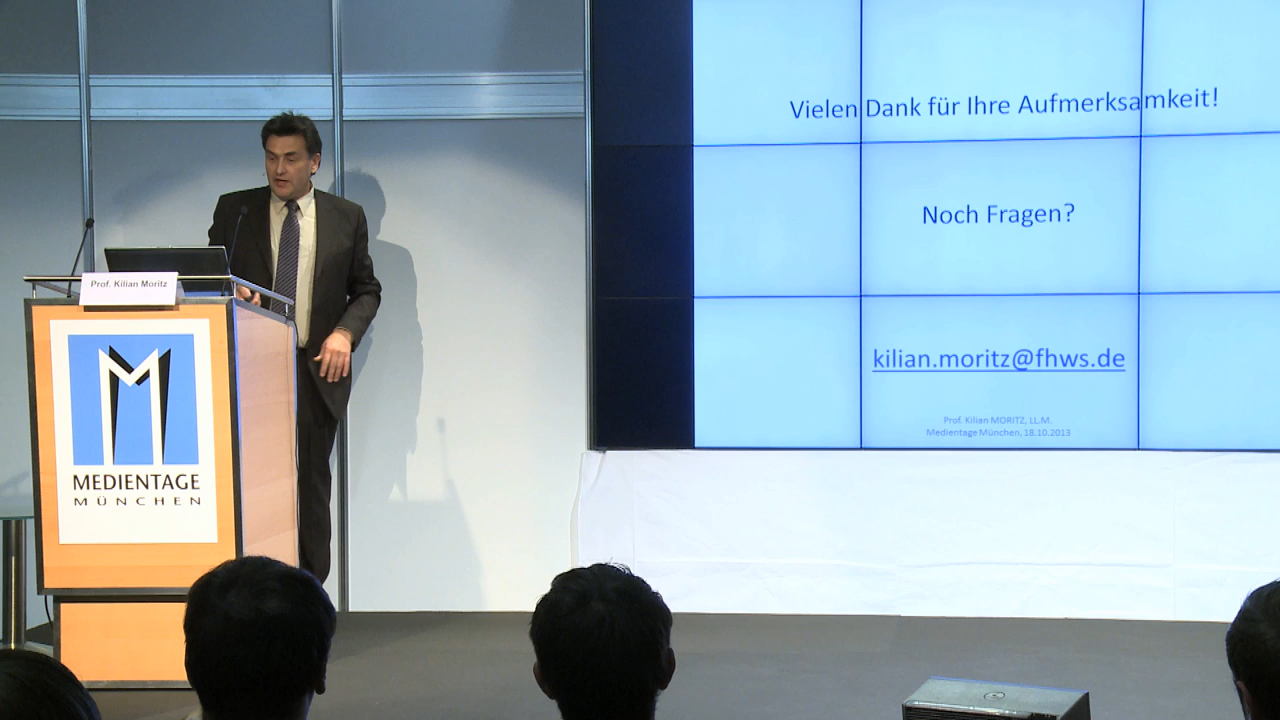 Vielen Dank für Ihre Aufmerksamkeit!
Noch Fragen?
kilian.moritz@fhws.de
Prof. Kilian MORITZ, LL.M.
Medientage München, 18.10.2013
Prof. Kilian Moritz
M
MEDIENTAGE
MÜNCHEN